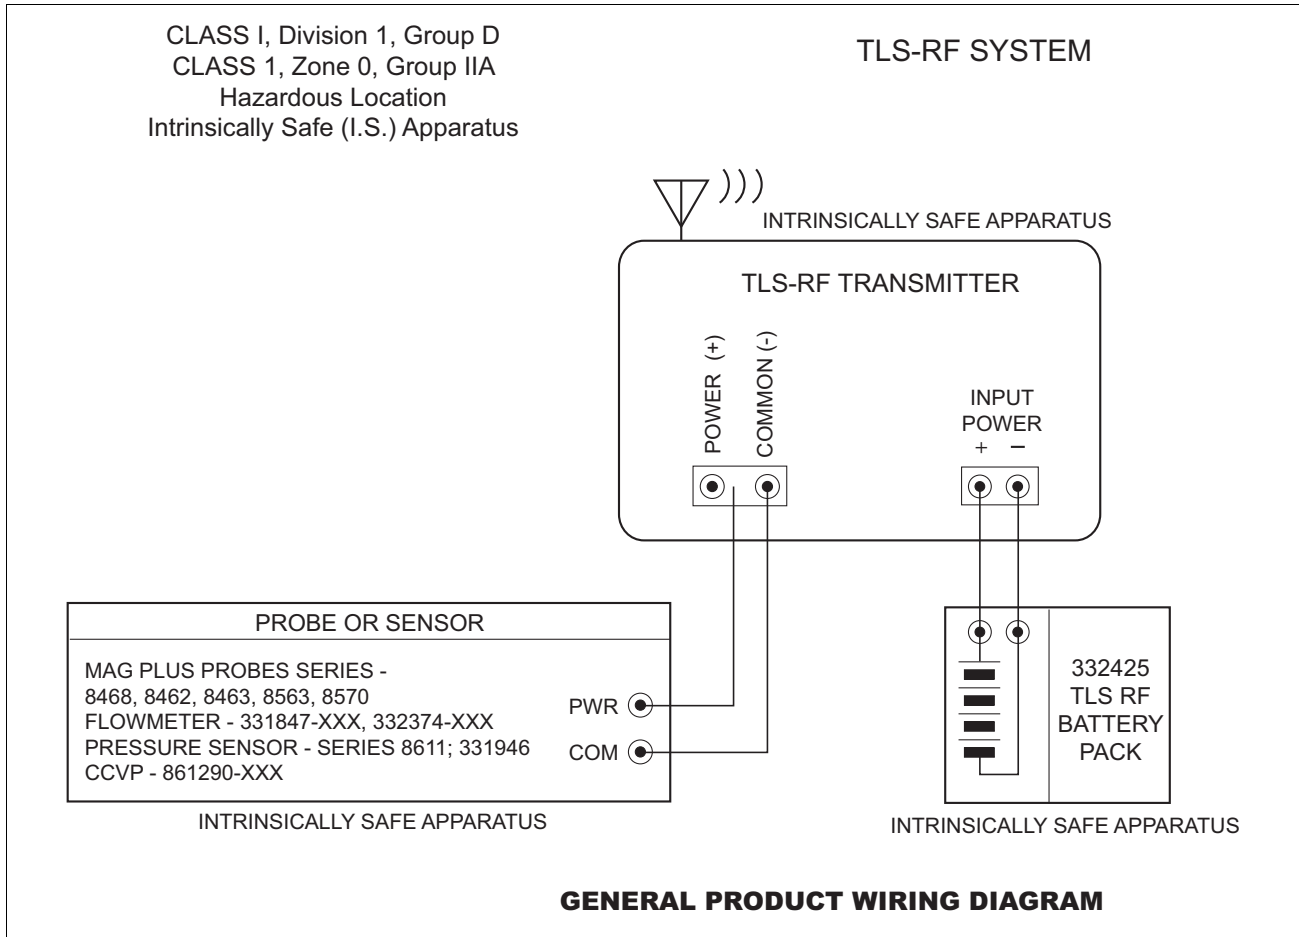 CLASS I, Division 1, Group D
CLASS 1, Zone 0, Group IIA
Hazardous Location
Intrinsically Safe (I.S.) Apparatus
TLS-RF SYSTEM
INTRINSICALLY SAFE APPARATUS
TLS-RF TRANSMITTER
POWER (+)
COMMON (-)
INPUT
POWER
+ −
PROBE OR SENSOR
MAG PLUS PROBES SERIES -
8468, 8462, 8463, 8563, 8570
FLOWMETER - 331847-XXX, 332374-XXX
PRESSURE SENSOR - SERIES 8611; 331946
CCVP - 861290-XXX
PWR
COM
INTRINSICALLY SAFE APPARATUS
332425
TLS RF
BATTERY
PACK
INTRINSICALLY SAFE APPARATUS
GENERAL PRODUCT WIRING DIAGRAM